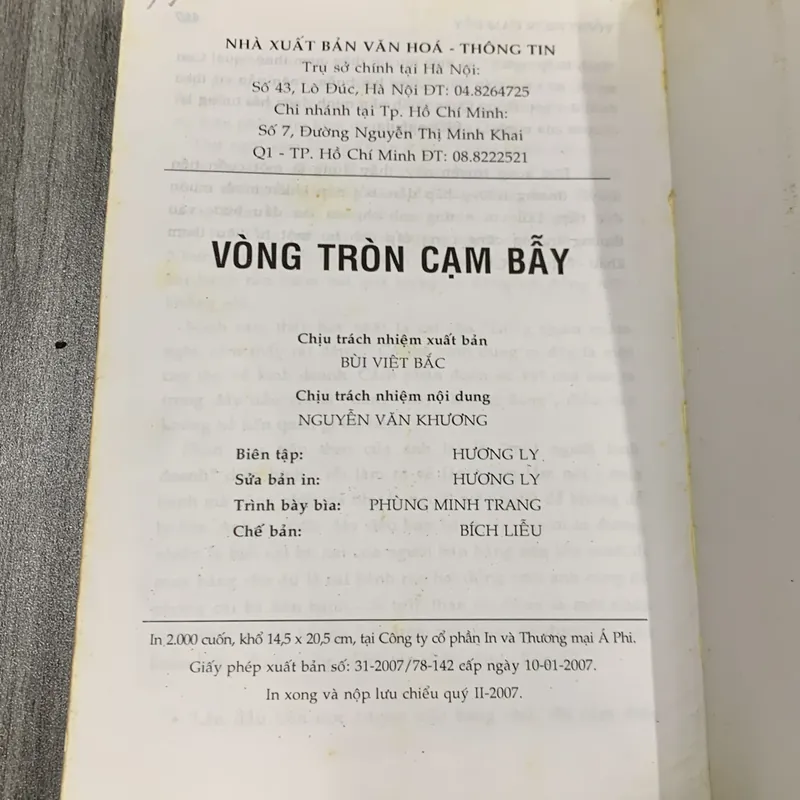 NHÀ XUẤT BẢN VĂN HOÁ - THÔNG TIN
Trụ sở chính tại Hà Nội:
Số 43, Lò Đúc, Hà Nội ĐT: 04.8264725
Chi nhánh tại Tp. Hồ Chí Minh:
Số 7, Đường Nguyễn Thị Minh Khai
Q1 - TP. Hồ Chí Minh ĐT: 08.8222521
VÒNG TRÒN CẠM BẪY
Chịu trách nhiệm xuất bản
BÙI VIỆT BẮC
Chịu trách nhiệm nội dung
NGUYỄN VĂN KHƯƠNG
Biên tập: HƯƠNG LY
Sửa bản in: HƯƠNG LY
Trình bày bìa: PHÙNG MINH TRANG
Chế bản: BÍCH LIỄU
In 2.000 cuốn, khổ 14,5 x 20,5 cm, tại Công ty cổ phần In và Thương mại Á Phi.
Giấy phép xuất bản số: 31-2007/78-142 cấp ngày 10-01-2007.
In xong và nộp lưu chiểu quý II-2007.